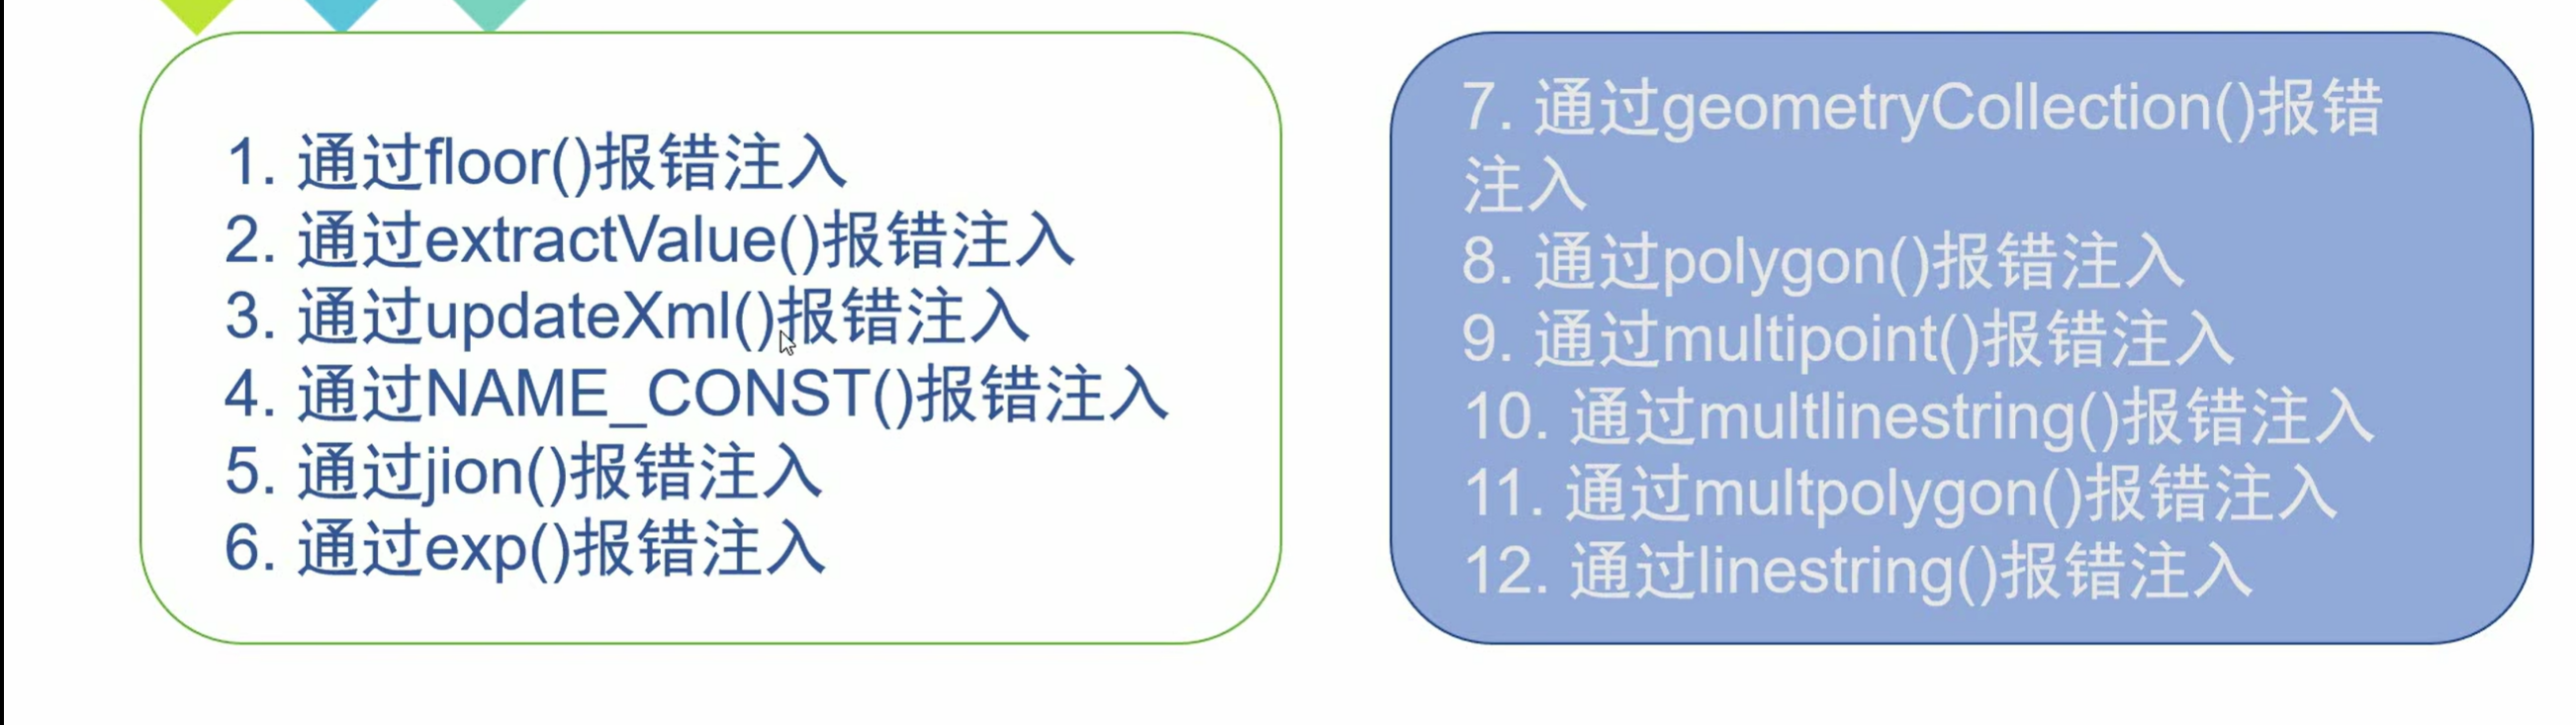 1. 通过floor()报错注入
2. 通过extractValue()报错注入
3. 通过updateXml()报错注入
4. 通过NAME_CONST()报错注入
5. 通过jion()报错注入
6. 通过exp()报错注入
7. 通过geometryCollection()报错
注入
8. 通过polygon()报错注入
9. 通过multipoint()报错注入
10. 通过multlinestring()报错注入
11. 通过multpolygon()报错注入
12. 通过linestring()报错注入